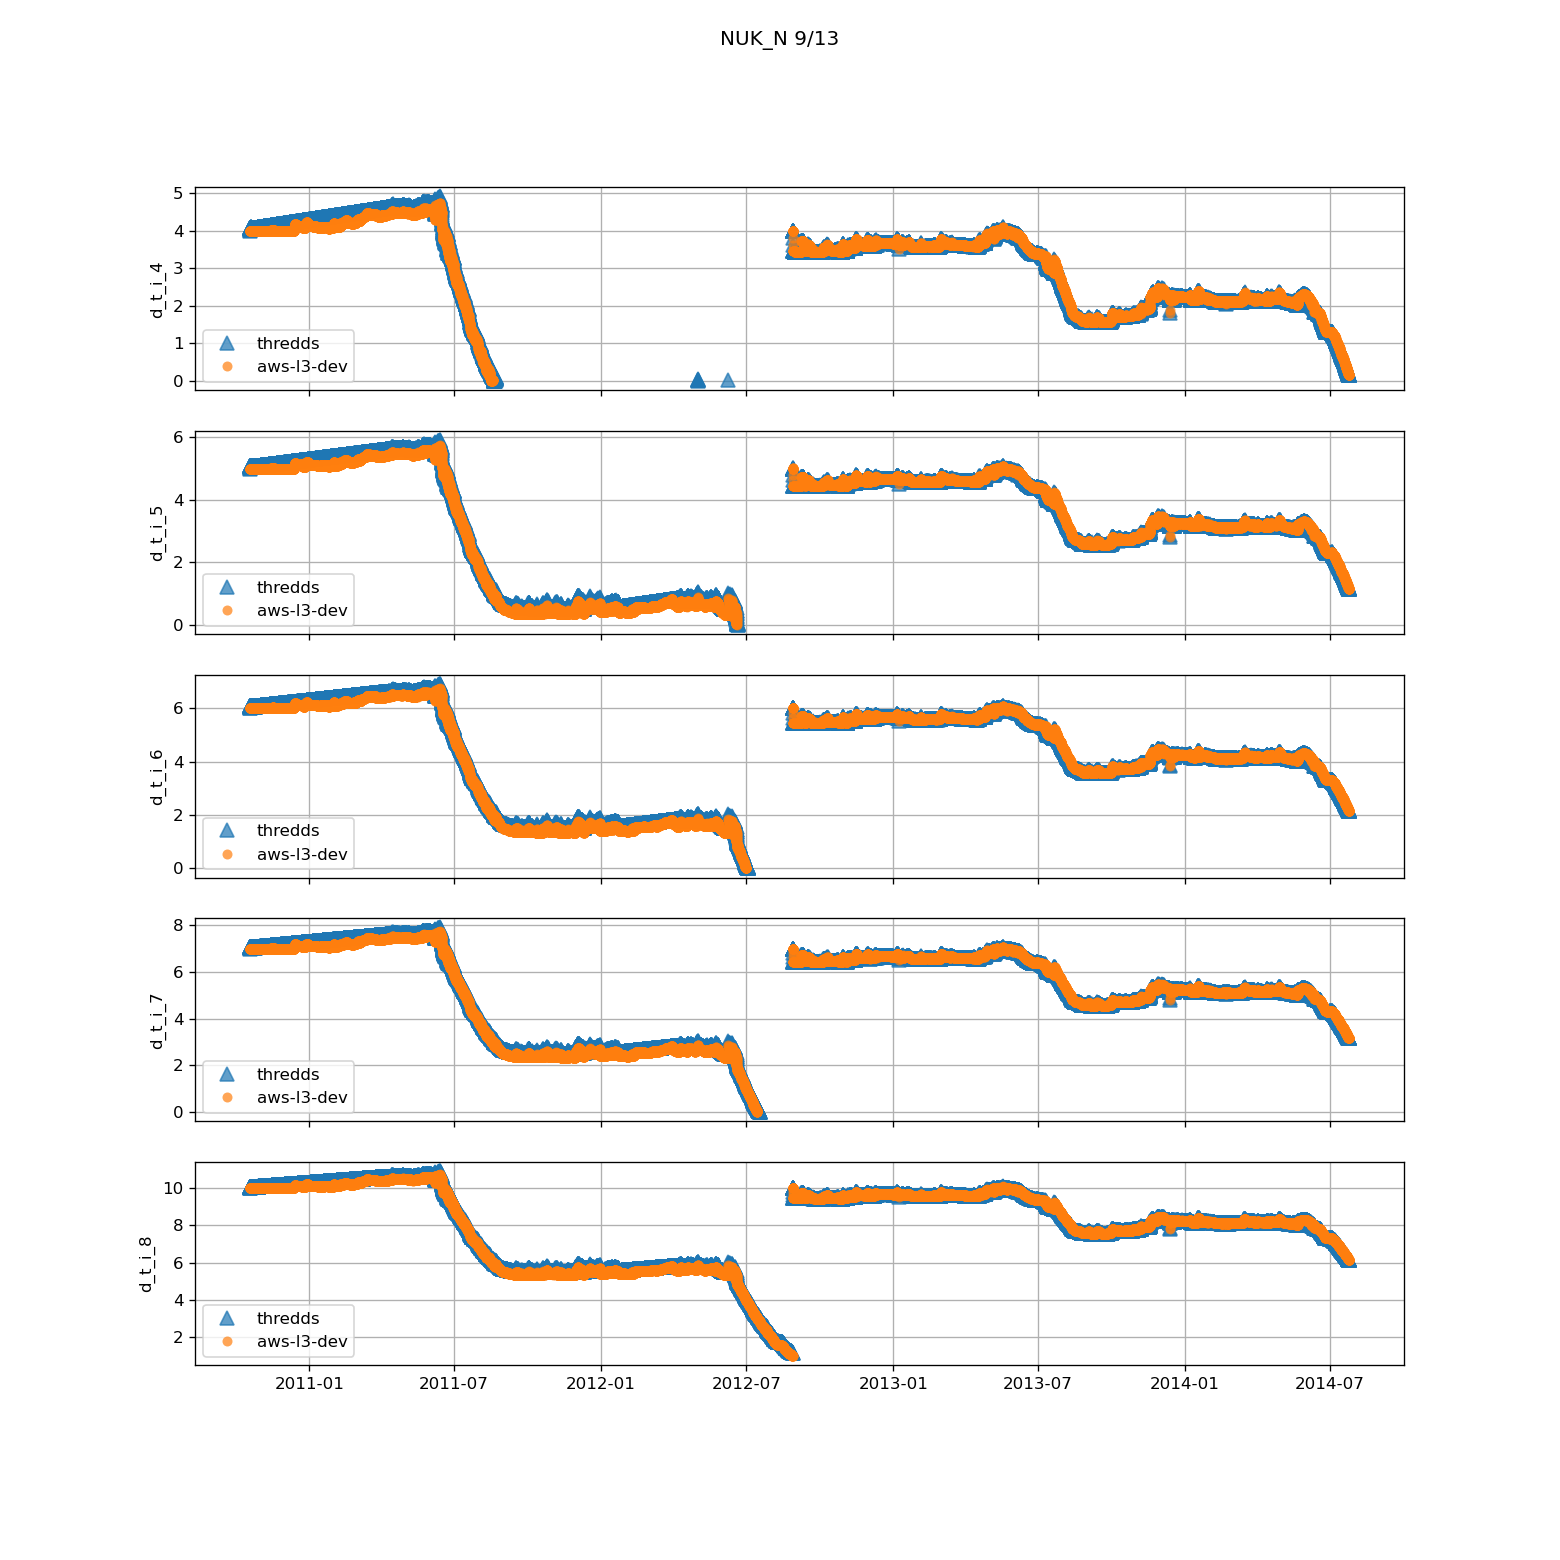 NUK_N 9/13
5
4
3
2
1
0
d_t_i_4
thredds
aws-l3-dev
6
4
2
0
d_t_i_5
thredds
aws-l3-dev
6
4
2
0
d_t_i_6
thredds
aws-l3-dev
8
6
4
2
0
d_t_i_7
thredds
aws-l3-dev
10
8
6
4
2
d_t_i_8
thredds
aws-l3-dev
2011-01 2011-07 2012-01 2012-07 2013-01 2013-07 2014-01 2014-07